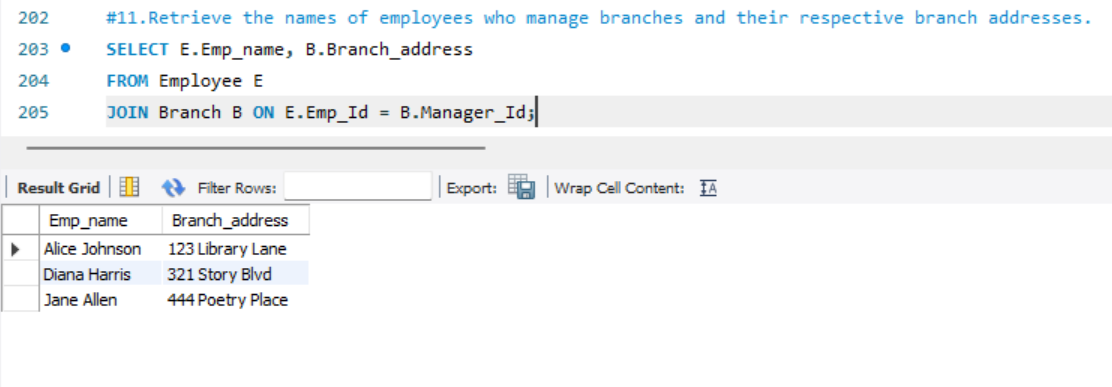 202 #11.Retrieve the names of employees who manage branches and their respective branch addresses.
203 SELECT E.Emp_name, B.Branch_address
204 FROM Employee E
205 JOIN Branch B ON E.Emp_Id = B.Manager_Id;
Result Grid Filter Rows: Export: Wrap Cell Content: IA
Emp_name Branch_address
Alice Johnson 123 Library Lane
Diana Harris 321 Story Blvd
Jane Allen 444 Poetry Place